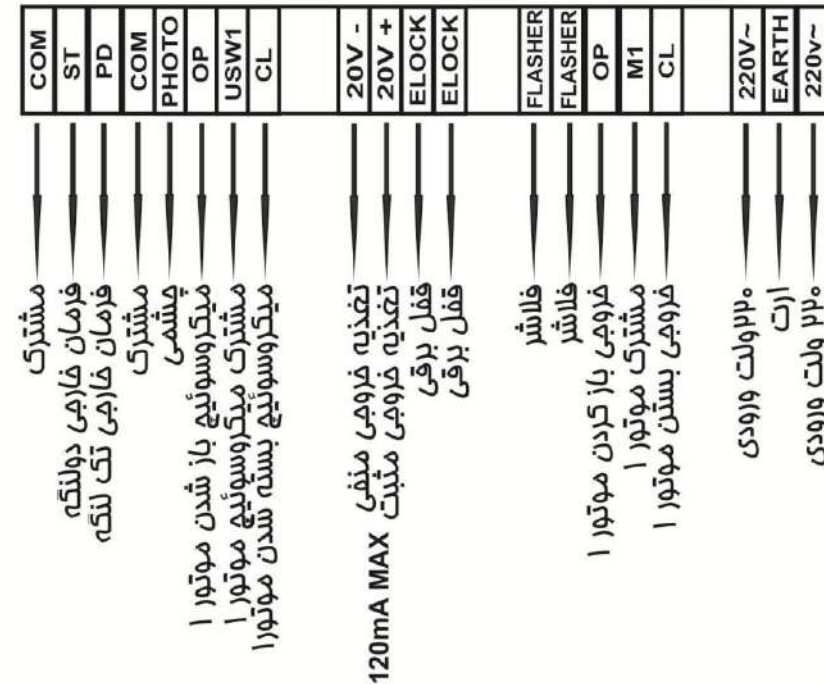 COM
ST
PD
COM
PHOTO
OP
USW1
CL
20V -
20V +
ELOCK
ELOCK
FLASHER
FLASHER
OP
M1
CL
220V~
EARTH
220v~
مشترک
فرمان خارجی دولنگه
فرمان خارجی تک لنگه
مشترک
چشمی
میکروسوئیچ باز شدن موتور ۱
مشترک میکروسوئیچ موتور ۱
میکروسوئیچ بسته شدن موتور۱
تغذیه خروجی منفی
تغذیه خروجی مثبت
120mA MAX
قفل برقی
قفل برقی
فلاشر
فلاشر
خروجی باز کردن موتور ۱
مشترک موتور ۱
خروجی بستن موتور ۱
۲۲۰ولت ورودی
ارت
۲۲۰ ولت ورودی